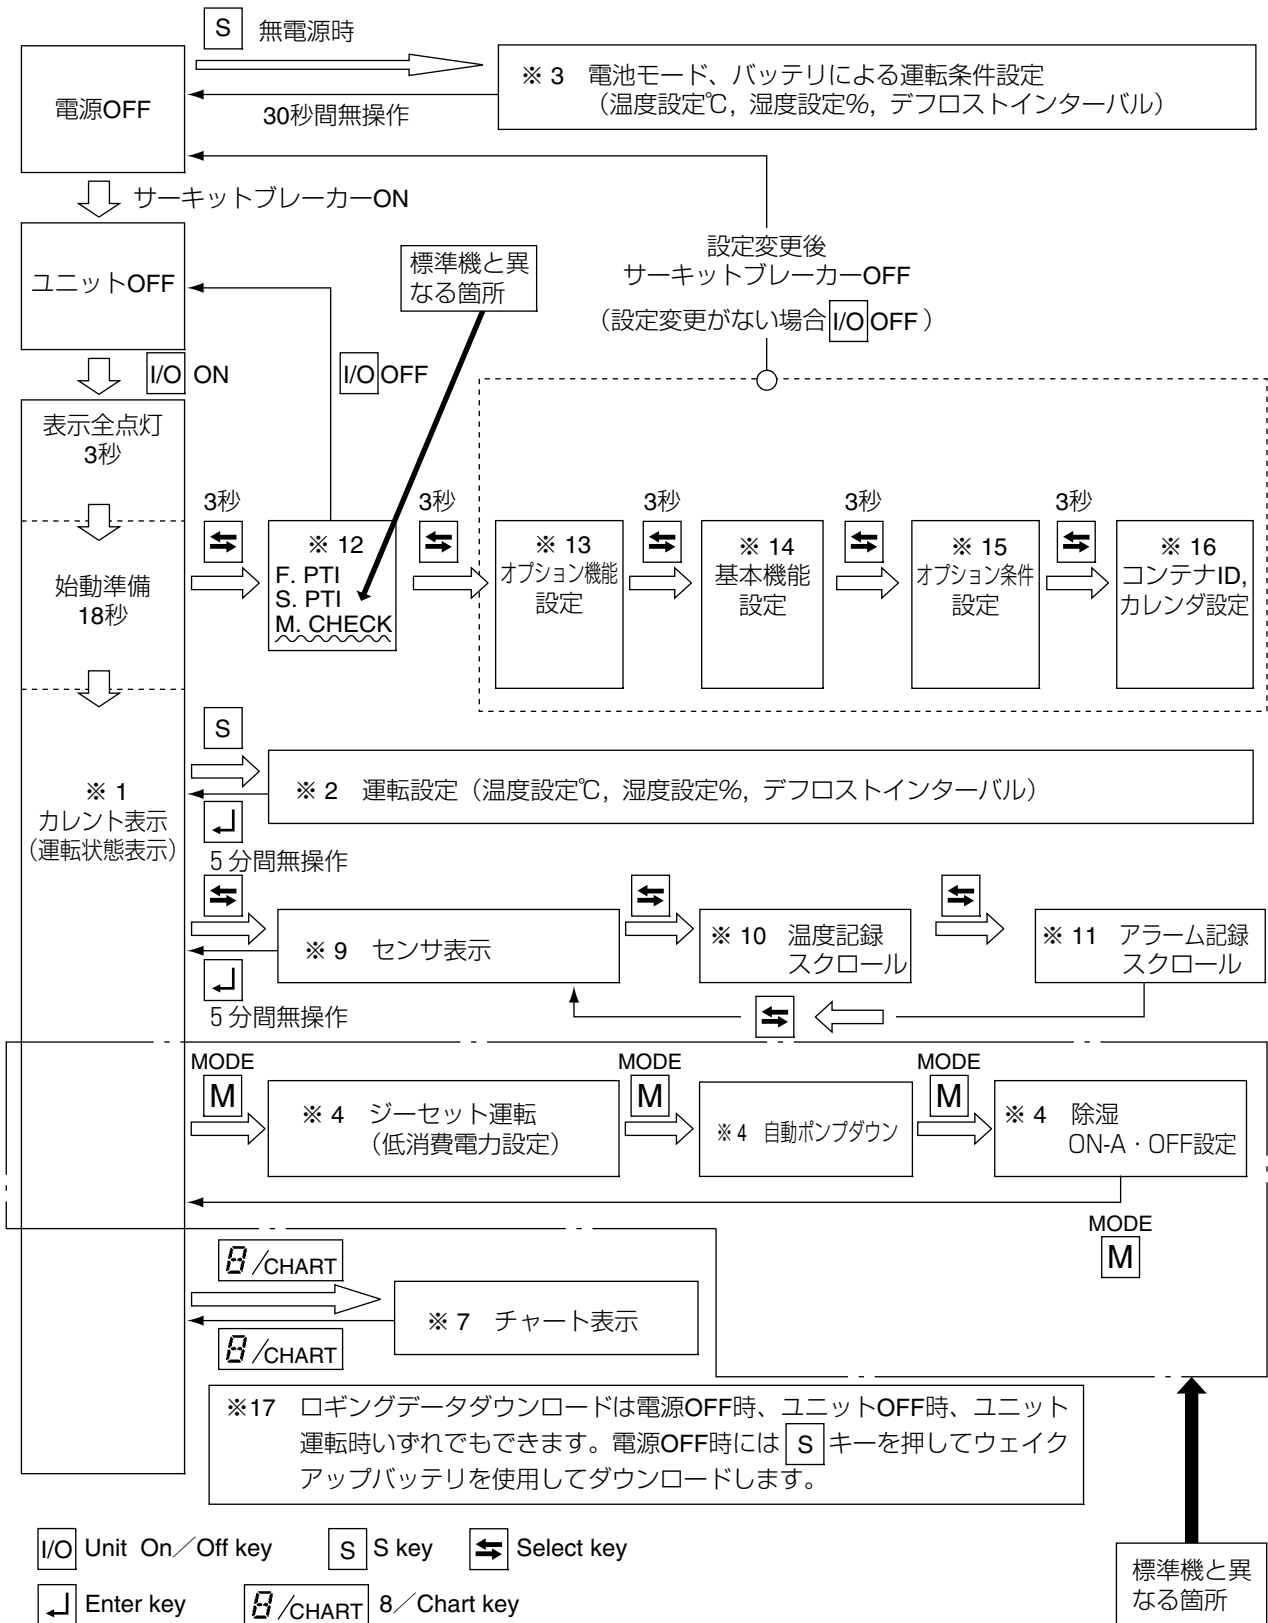 S 無電源時
電源OFF
※ 3 電池モード、バッテリによる運転条件設定
(温度設定℃, 湿度設定%, デフロストインターバル)
30秒間無操作
サーキットブレーカーON
ユニットOFF
標準機と異
なる箇所
設定変更後
サーキットブレーカーOFF
(設定変更がない場合 I/O OFF )
I/O ON
I/O OFF
表示全点灯
3秒
始動準備
18秒
3秒
※ 12
F. PTI
S. PTI
M. CHECK
3秒
※ 13
オプション機能
設定
3秒
※ 14
基本機能
設定
3秒
※ 15
オプション条件
設定
3秒
※ 16
コンテナID,
カレンダ設定
※ 1
カレント表示
(運転状態表示)
S
※ 2 運転設定(温度設定℃, 湿度設定%, デフロストインターバル)
5分間無操作
※ 9 センサ表示
※ 10 温度記録
スクロール
※ 11 アラーム記録
スクロール
5分間無操作
MODE
M
※ 4 ジーセット運転
(低消費電力設定)
MODE
M
※ 4 自動ポンプダウン
MODE
M
※ 4 除湿
ON-A・OFF設定
MODE
M
8/CHART
※ 7 チャート表示
8/CHART
※17 ロギングデータダウンロードは電源OFF時、ユニットOFF時、ユニット
運転時いずれでもできます。電源OFF時には S キーを押してウェイク
アップバッテリを使用してダウンロードします。
I/O Unit On/Off key S S key Select key
Enter key 8/CHART 8/Chart key
標準機と異
なる箇所